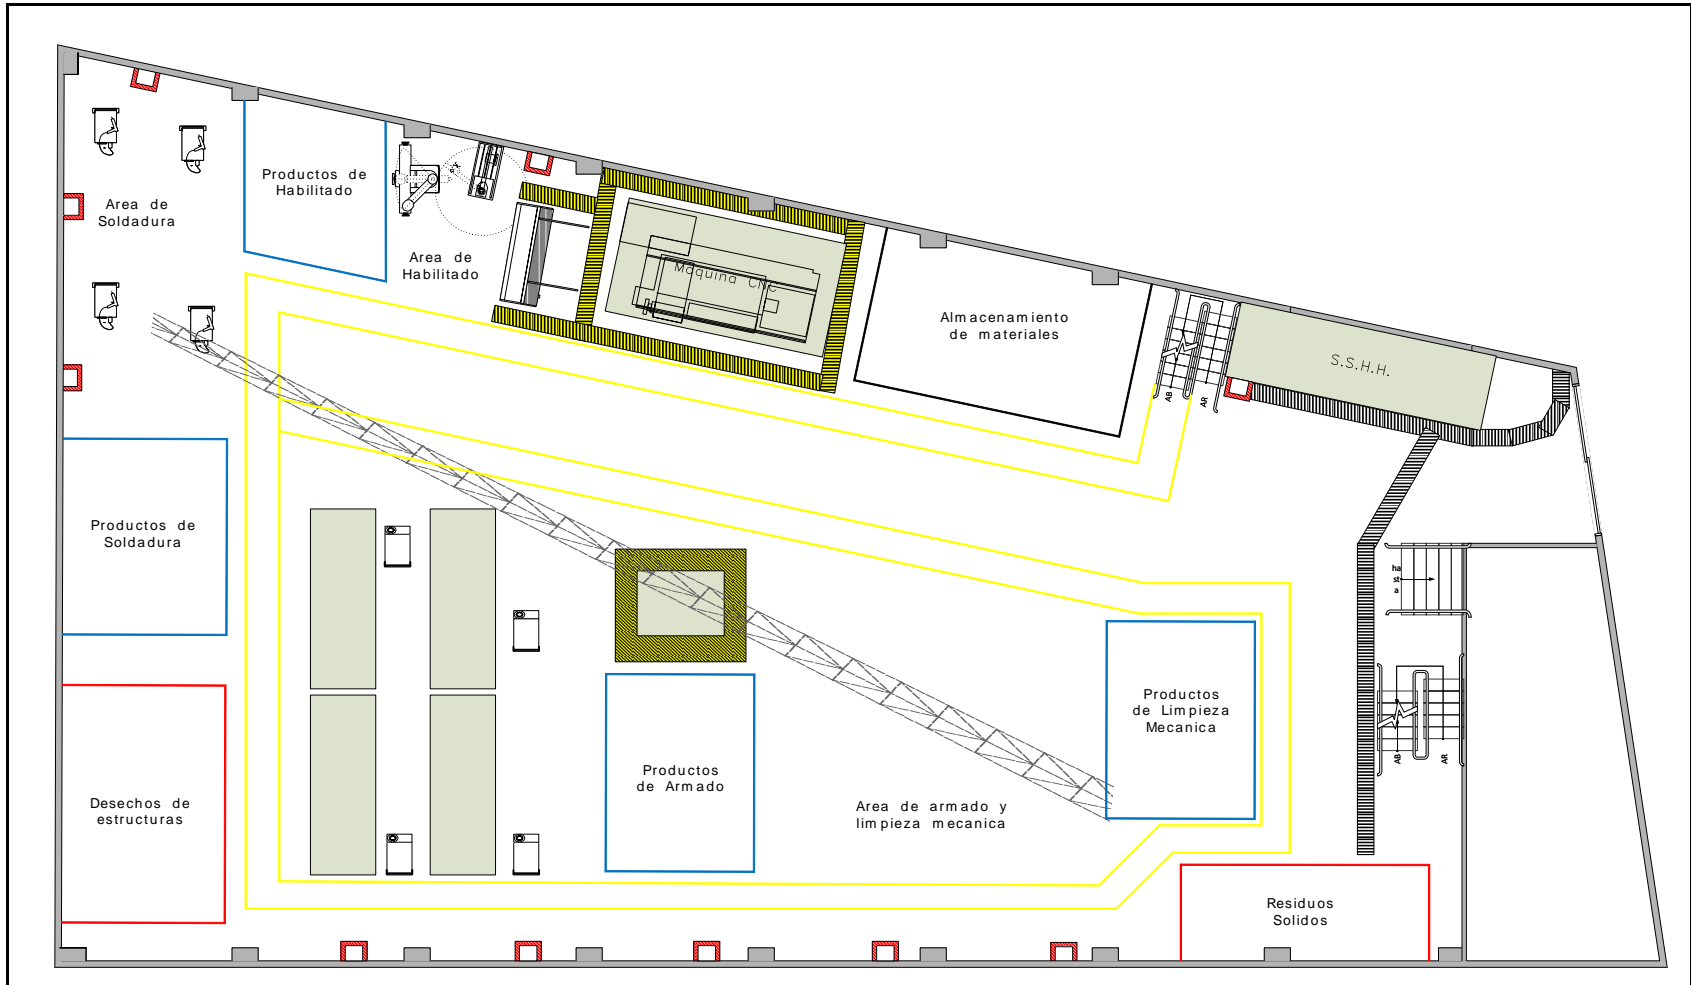 Productos de
Habilitado
Area de
Soldadura
Area de
Habilitado
Maquina CNC
Almacenamiento
de materiales
S.S.H.H.
AB
AR
Productos de
Soldadura
ha
st
a
Productos
de Limpieza
Mecanica
AB
AR
Productos
de Armado
Desechos de
estructuras
Area de armado y
limpieza mecanica
Residuos
Solidos